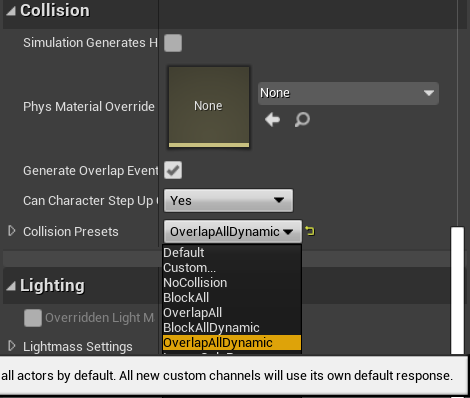 Collision
Simulation Generates H
Phys Material Override
None
None
Generate Overlap Event
Can Character Step Up
Yes
Collision Presets
OverlapAllDynamic
Default
Custom...
NoCollision
BlockAll
OverlapAll
BlockAllDynamic
OverlapAllDynamic
Lighting
Overridden Light M
Lightmass Settings
all actors by default. All new custom channels will use its own default response.